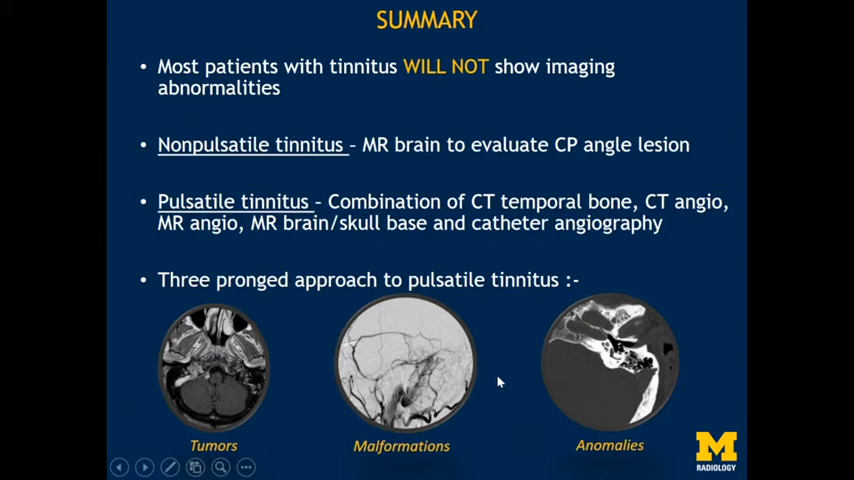 SUMMARY
• Most patients with tinnitus WILL NOT show imaging
abnormalities
• Nonpulsatile tinnitus – MR brain to evaluate CP angle lesion
• Pulsatile tinnitus – Combination of CT temporal bone, CT angio,
MR angio, MR brain/skull base and catheter angiography
• Three pronged approach to pulsatile tinnitus :-
Tumors
Malformations
Anomalies
M
RADIOLOGY